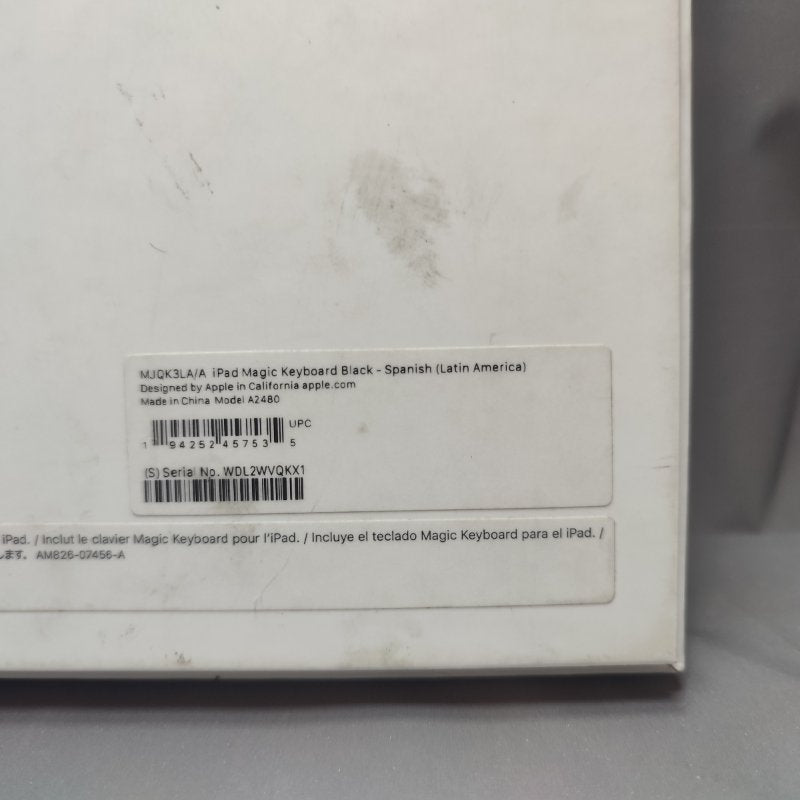 MJQK3LA/A iPad Magic Keyboard Black - Spanish (Latin America)
Designed by Apple in California apple.com
Made in China Model A2480
UPC
1 94252 45753 5
(S) Serial No. WDL2WVQKX1
iPad. / Inclut le clavier Magic Keyboard pour l'iPad. / Incluye el teclado Magic Keyboard para el iPad. /
します。 AM826-07456-A